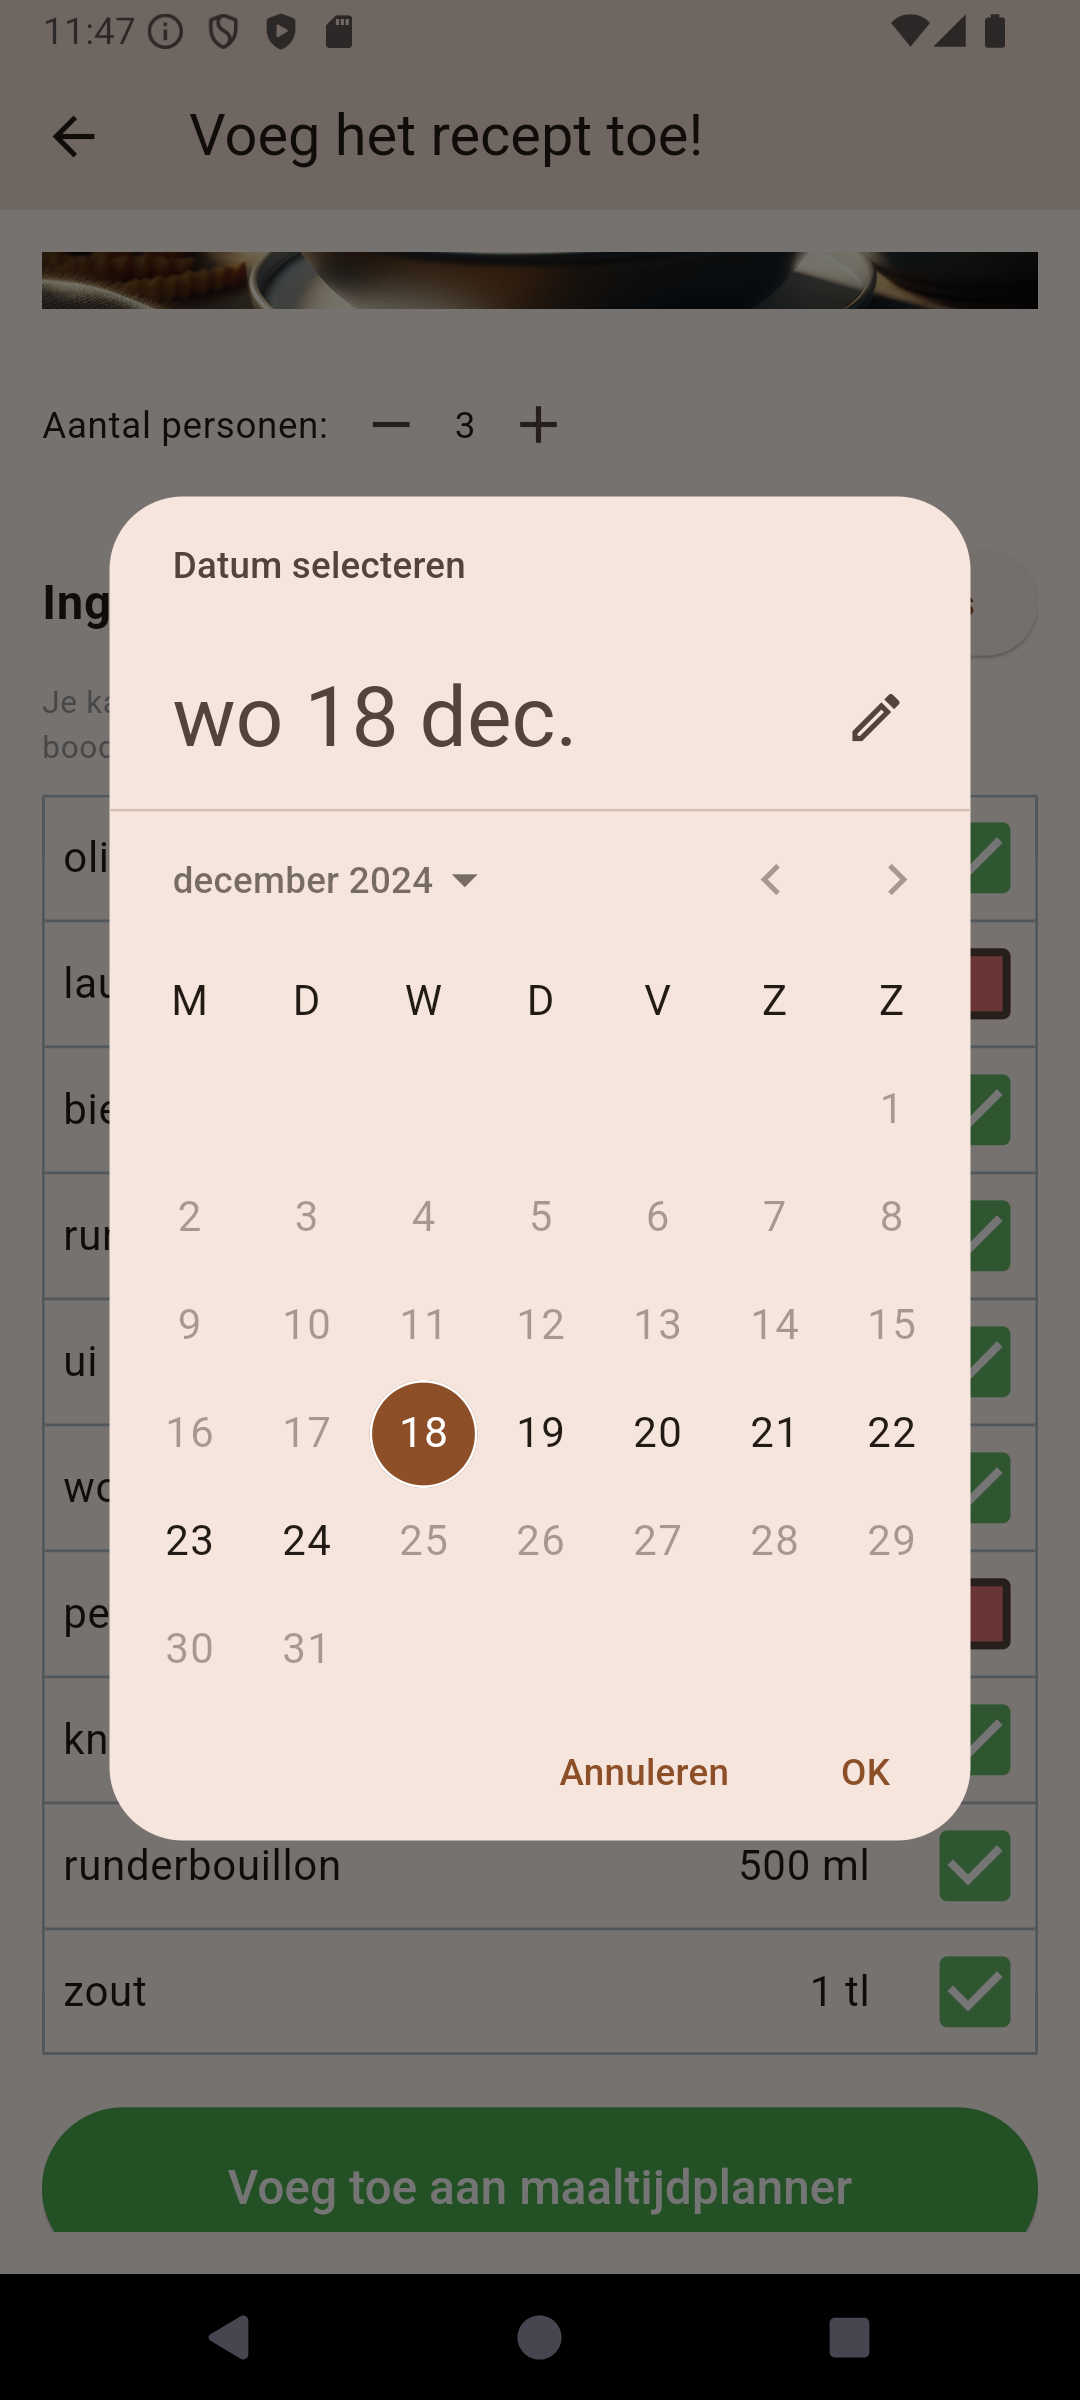 11:47
Voeg het recept toe!
Aantal personen: 3
Datum selecteren
wo 18 dec.
december 2024
M D W D V Z Z
1
2 3 4 5 6 7 8
9 10 11 12 13 14 15
16 17 18 19 20 21 22
23 24 25 26 27 28 29
30 31
Annuleren OK
Ing
Je ka
bood
oli
lau
bie
run
ui
wo
pe
kn
runderbouillon 500 ml
zout 1 tl
Voeg toe aan maaltijdplanner